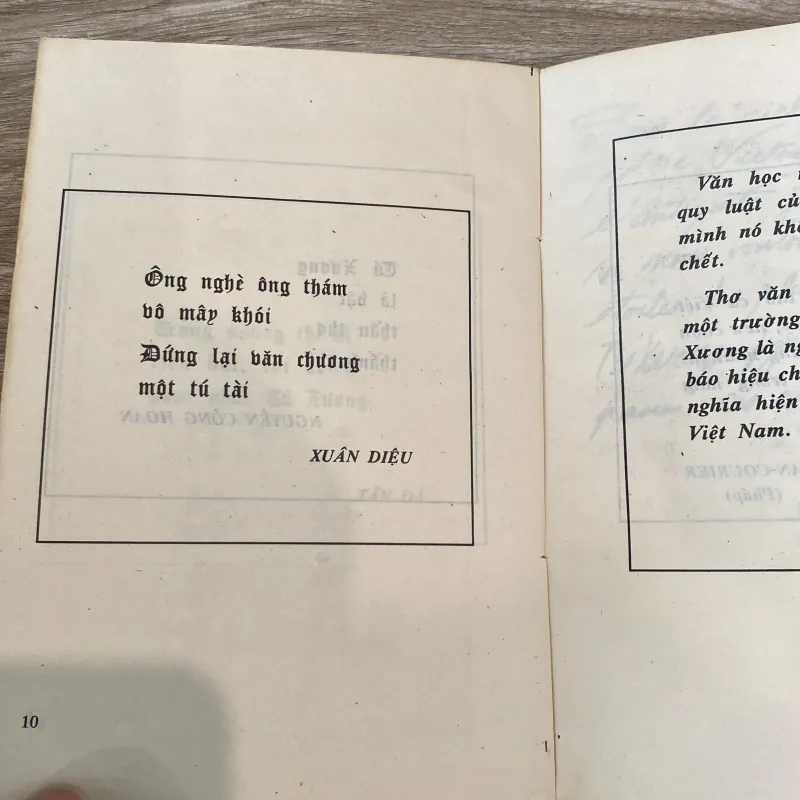 Ông nghè ông thám
vô mây khói
Đứng lại văn chương
một tú tài
XUÂN DIỆU
10
Văn học
quy luật củ
mình nó kh
chết.
Thơ văn
một trường
Xương là ng
báo hiệu ch
nghĩa hiện
Việt Nam.